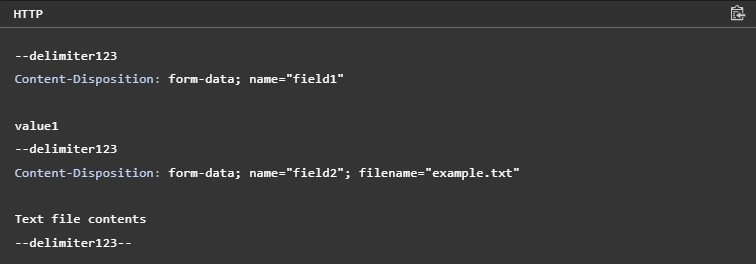 HTTP
--delimiter123
Content-Disposition: form-data; name="field1"
value1
--delimiter123
Content-Disposition: form-data; name="field2"; filename="example.txt"
Text file contents
--delimiter123--